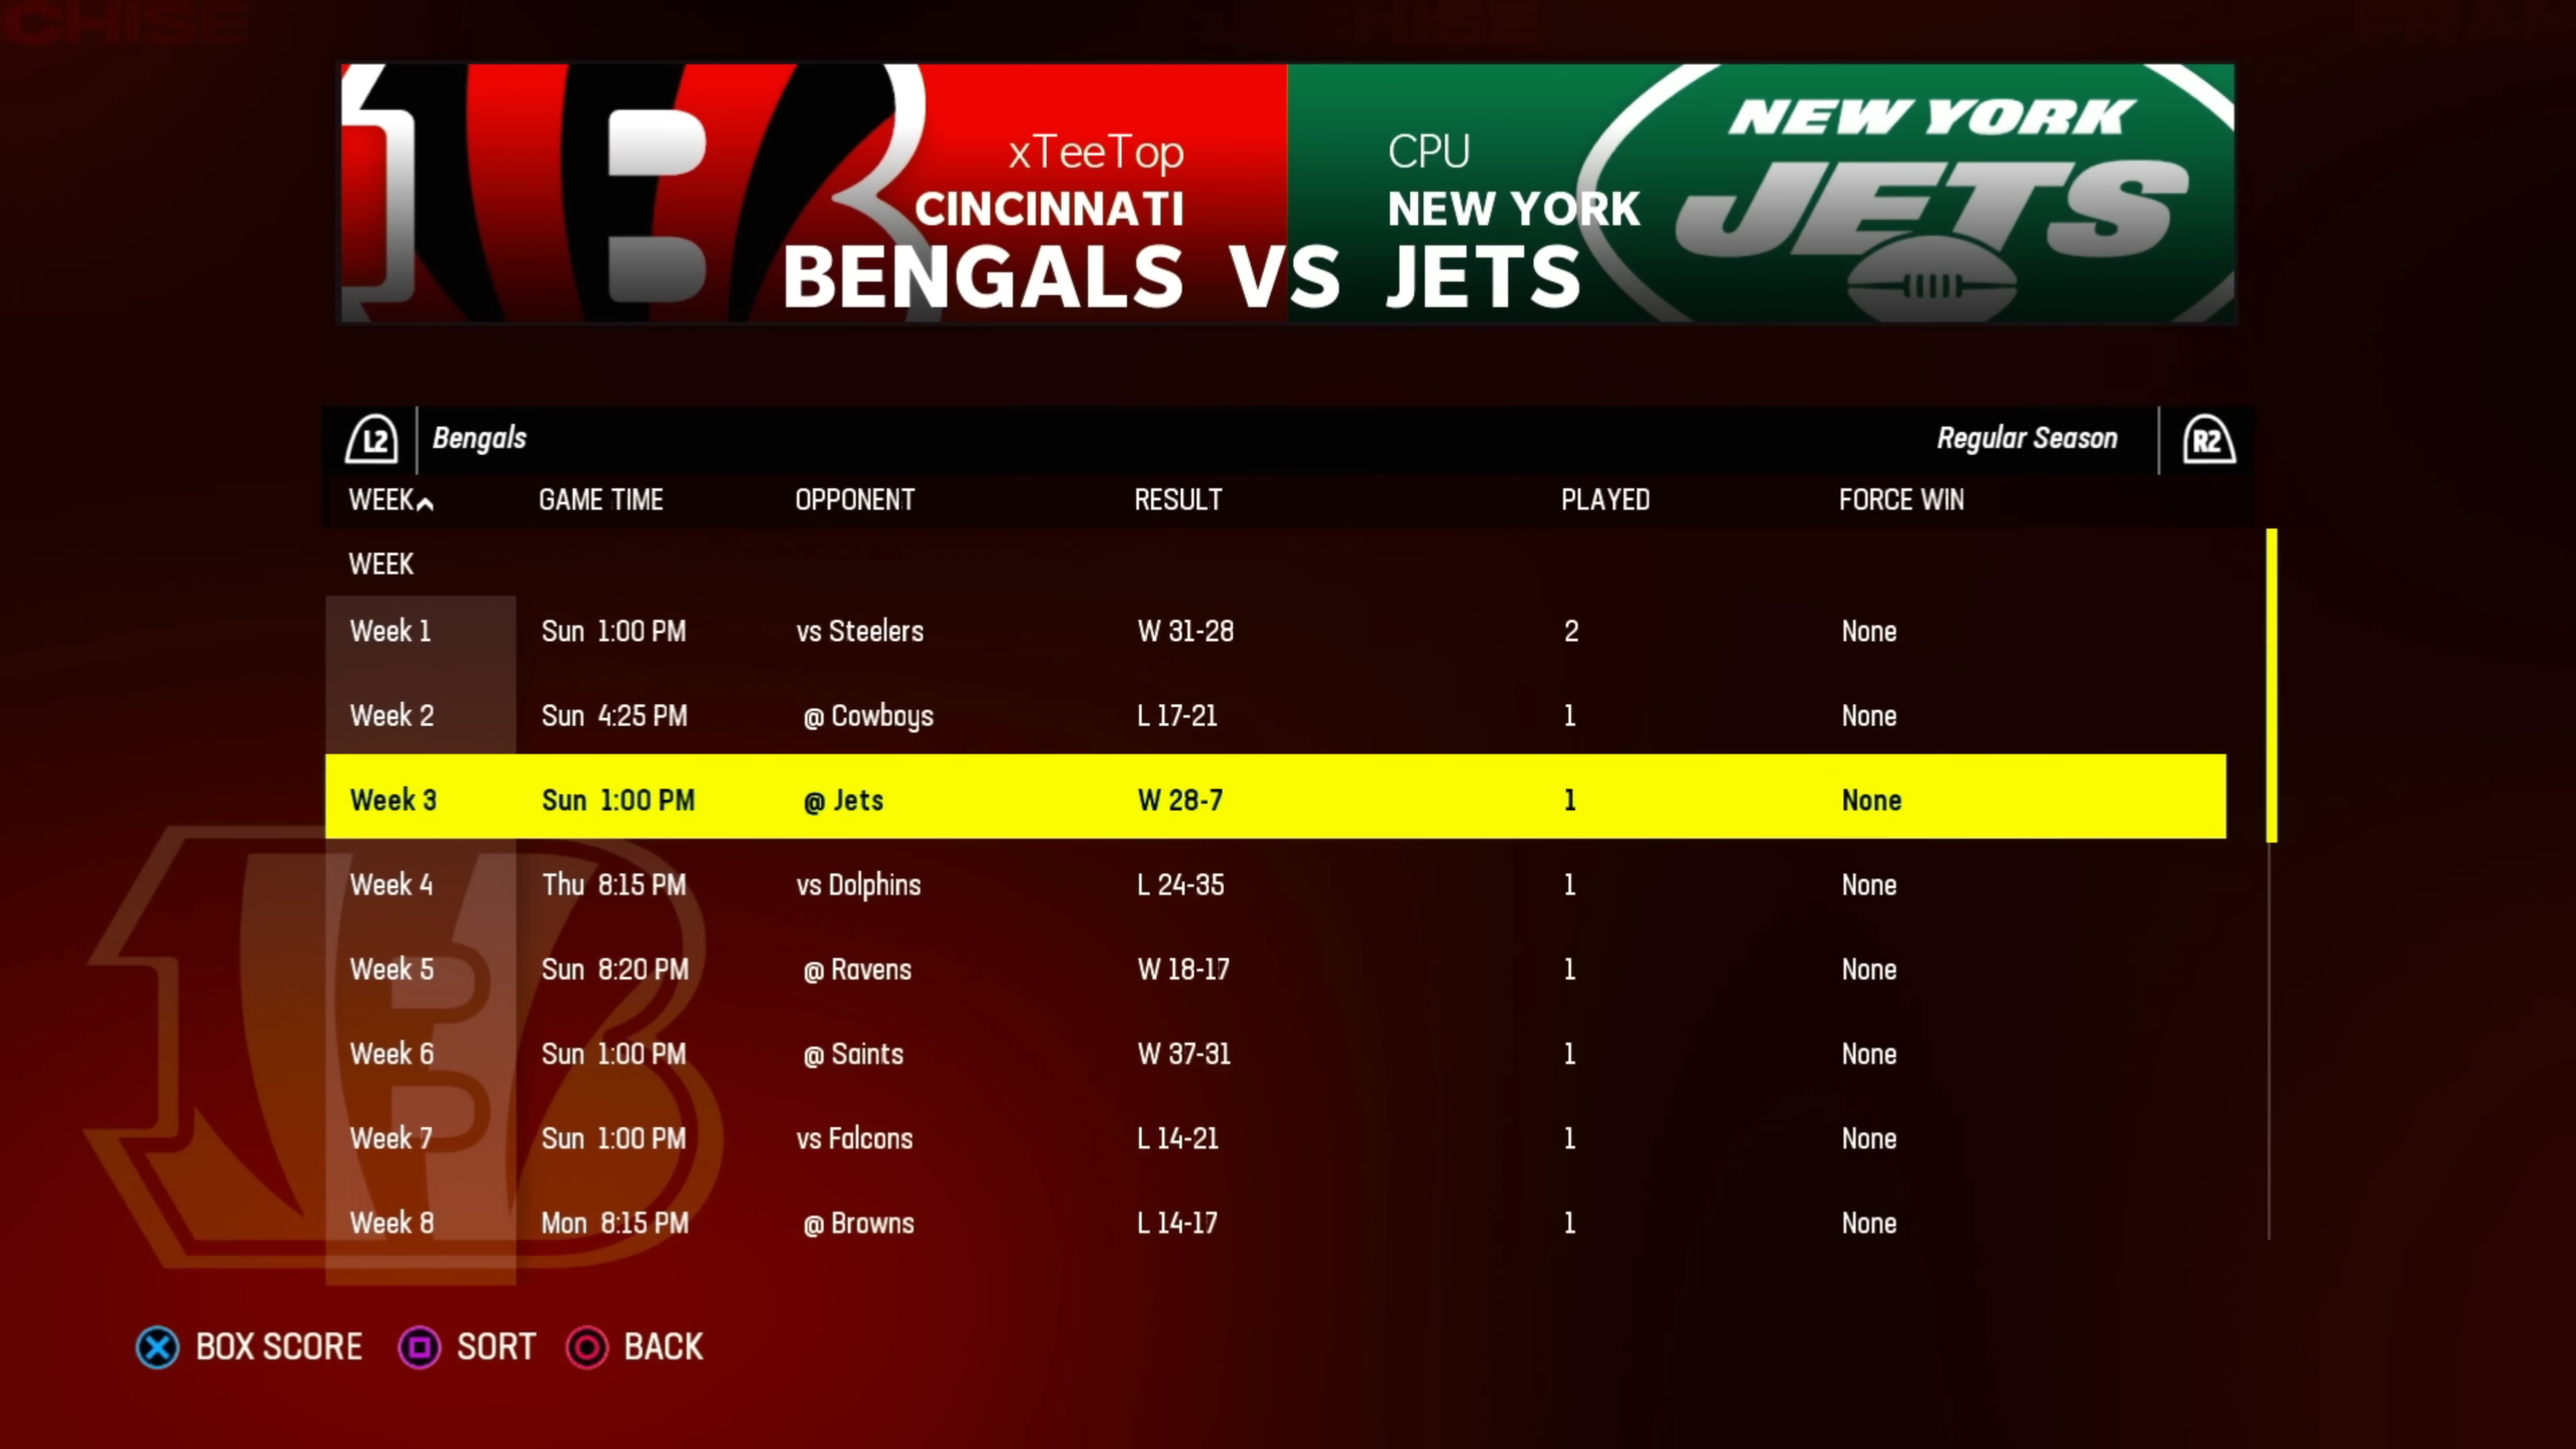 CHISE
xTeeTop
CINCINNATI
BENGALS VS JETS
CPU
NEW YORK
NEW YORK
JETS
L2 Bengals Regular Season R2
WEEK GAME TIME OPPONENT RESULT PLAYED FORCE WIN
WEEK
Week 1 Sun 1:00 PM vs Steelers W 31-28 2 None
Week 2 Sun 4:25 PM @ Cowboys L 17-21 1 None
Week 3 Sun 1:00 PM @ Jets W 28-7 1 None
Week 4 Thu 8:15 PM vs Dolphins L 24-35 1 None
Week 5 Sun 8:20 PM @ Ravens W 18-17 1 None
Week 6 Sun 1:00 PM @ Saints W 37-31 1 None
Week 7 Sun 1:00 PM vs Falcons L 14-21 1 None
Week 8 Mon 8:15 PM @ Browns L 14-17 1 None
BOX SCORE SORT BACK